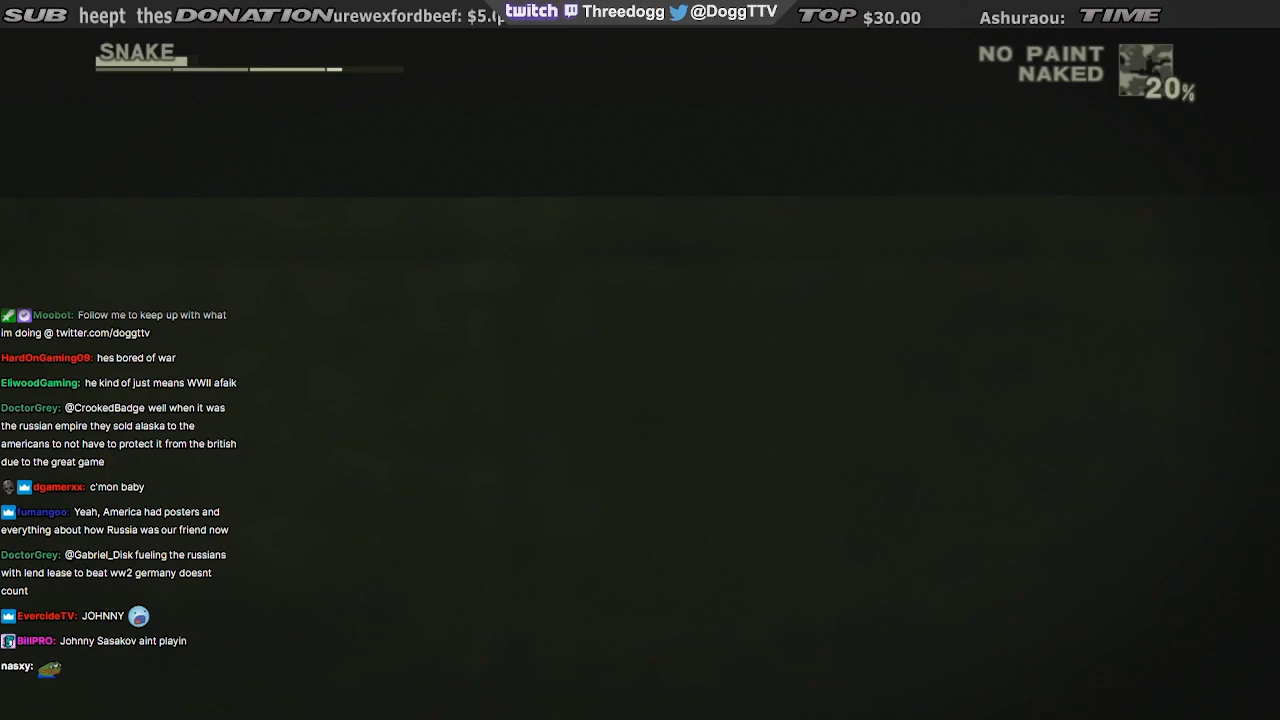 SUB heept thes DONATION urewexfordbeef: $5.0 twitch Threedogg @DoggTTV TOP $30.00 Ashuraou: TIME
SNAKE
NO PAINT
NAKED
20%
Moobot: Follow me to keep up with what
im doing @ twitter.com/doggttv
HardOnGaming09: hes bored of war
EliwoodGaming: he kind of just means WWII afaik
DoctorGrey: @CrookedBadge well when it was
the russian empire they sold alaska to the
americans to not have to protect it from the british
due to the great game
dgamerxx: c'mon baby
fumangoo: Yeah, America had posters and
everything about how Russia was our friend now
DoctorGrey: @Gabriel_Disk fueling the russians
with lend lease to beat ww2 germany doesnt
count
EvercideTV: JOHNNY
BillPRO: Johnny Sasakov aint playin
nasxy: